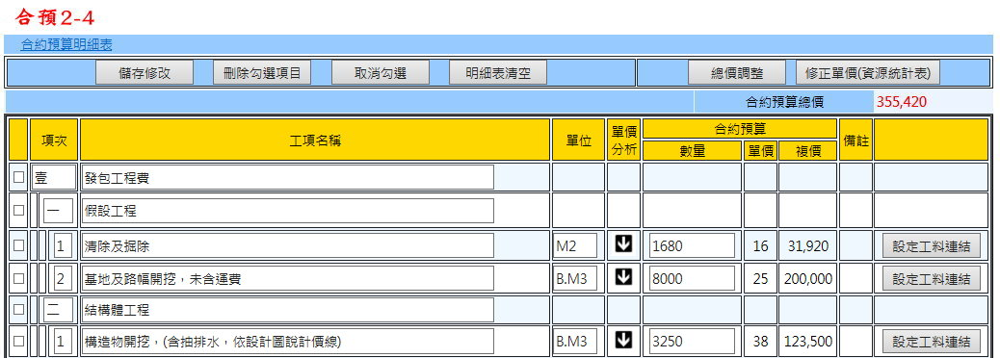 合預2-4
合約預算明細表
儲存修改 刪除勾選項目 取消勾選 明細表清空 總價調整 修正單價(資源統計表)
合約預算總價 355,420
項次 工項名稱 單位 單價分析 合約預算 備註
數量 單價 複價
壹 發包工程費
一 假設工程
1 清除及掘除 M2 1680 16 31,920 設定工料連結
2 基地及路幅開挖，未含運費 B.M3 8000 25 200,000 設定工料連結
二 結構體工程
1 構造物開挖，(含抽排水，依設計圖說計價線) B.M3 3250 38 123,500 設定工料連結